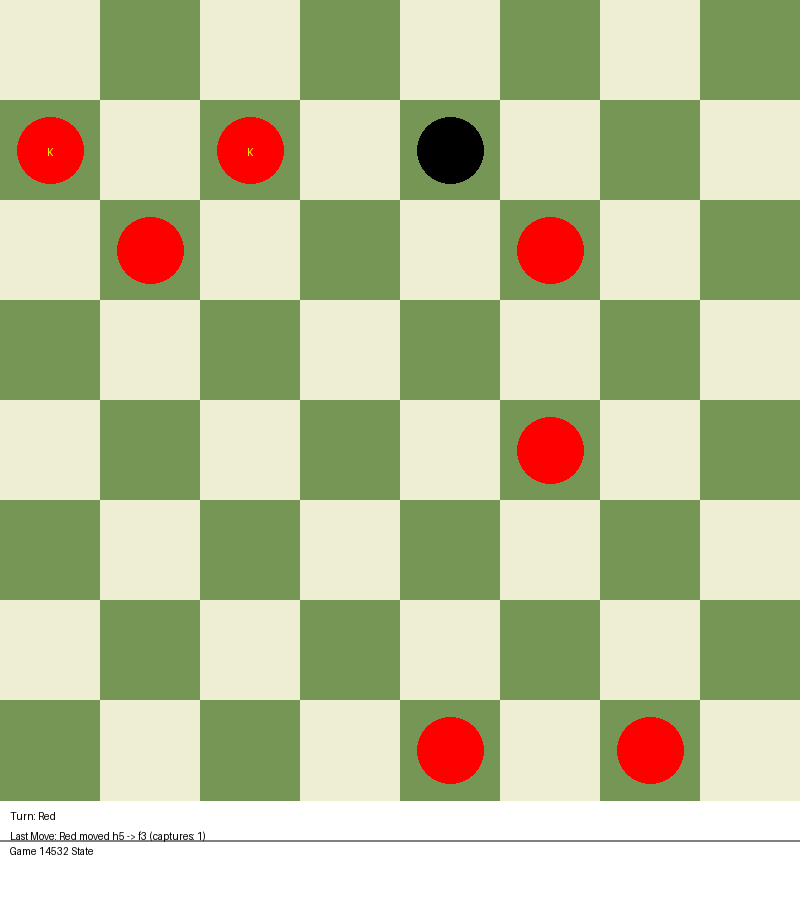 K K
Turn: Red
Last Move: Red moved h5 -> f3 (captures: 1)
Game 14532 State